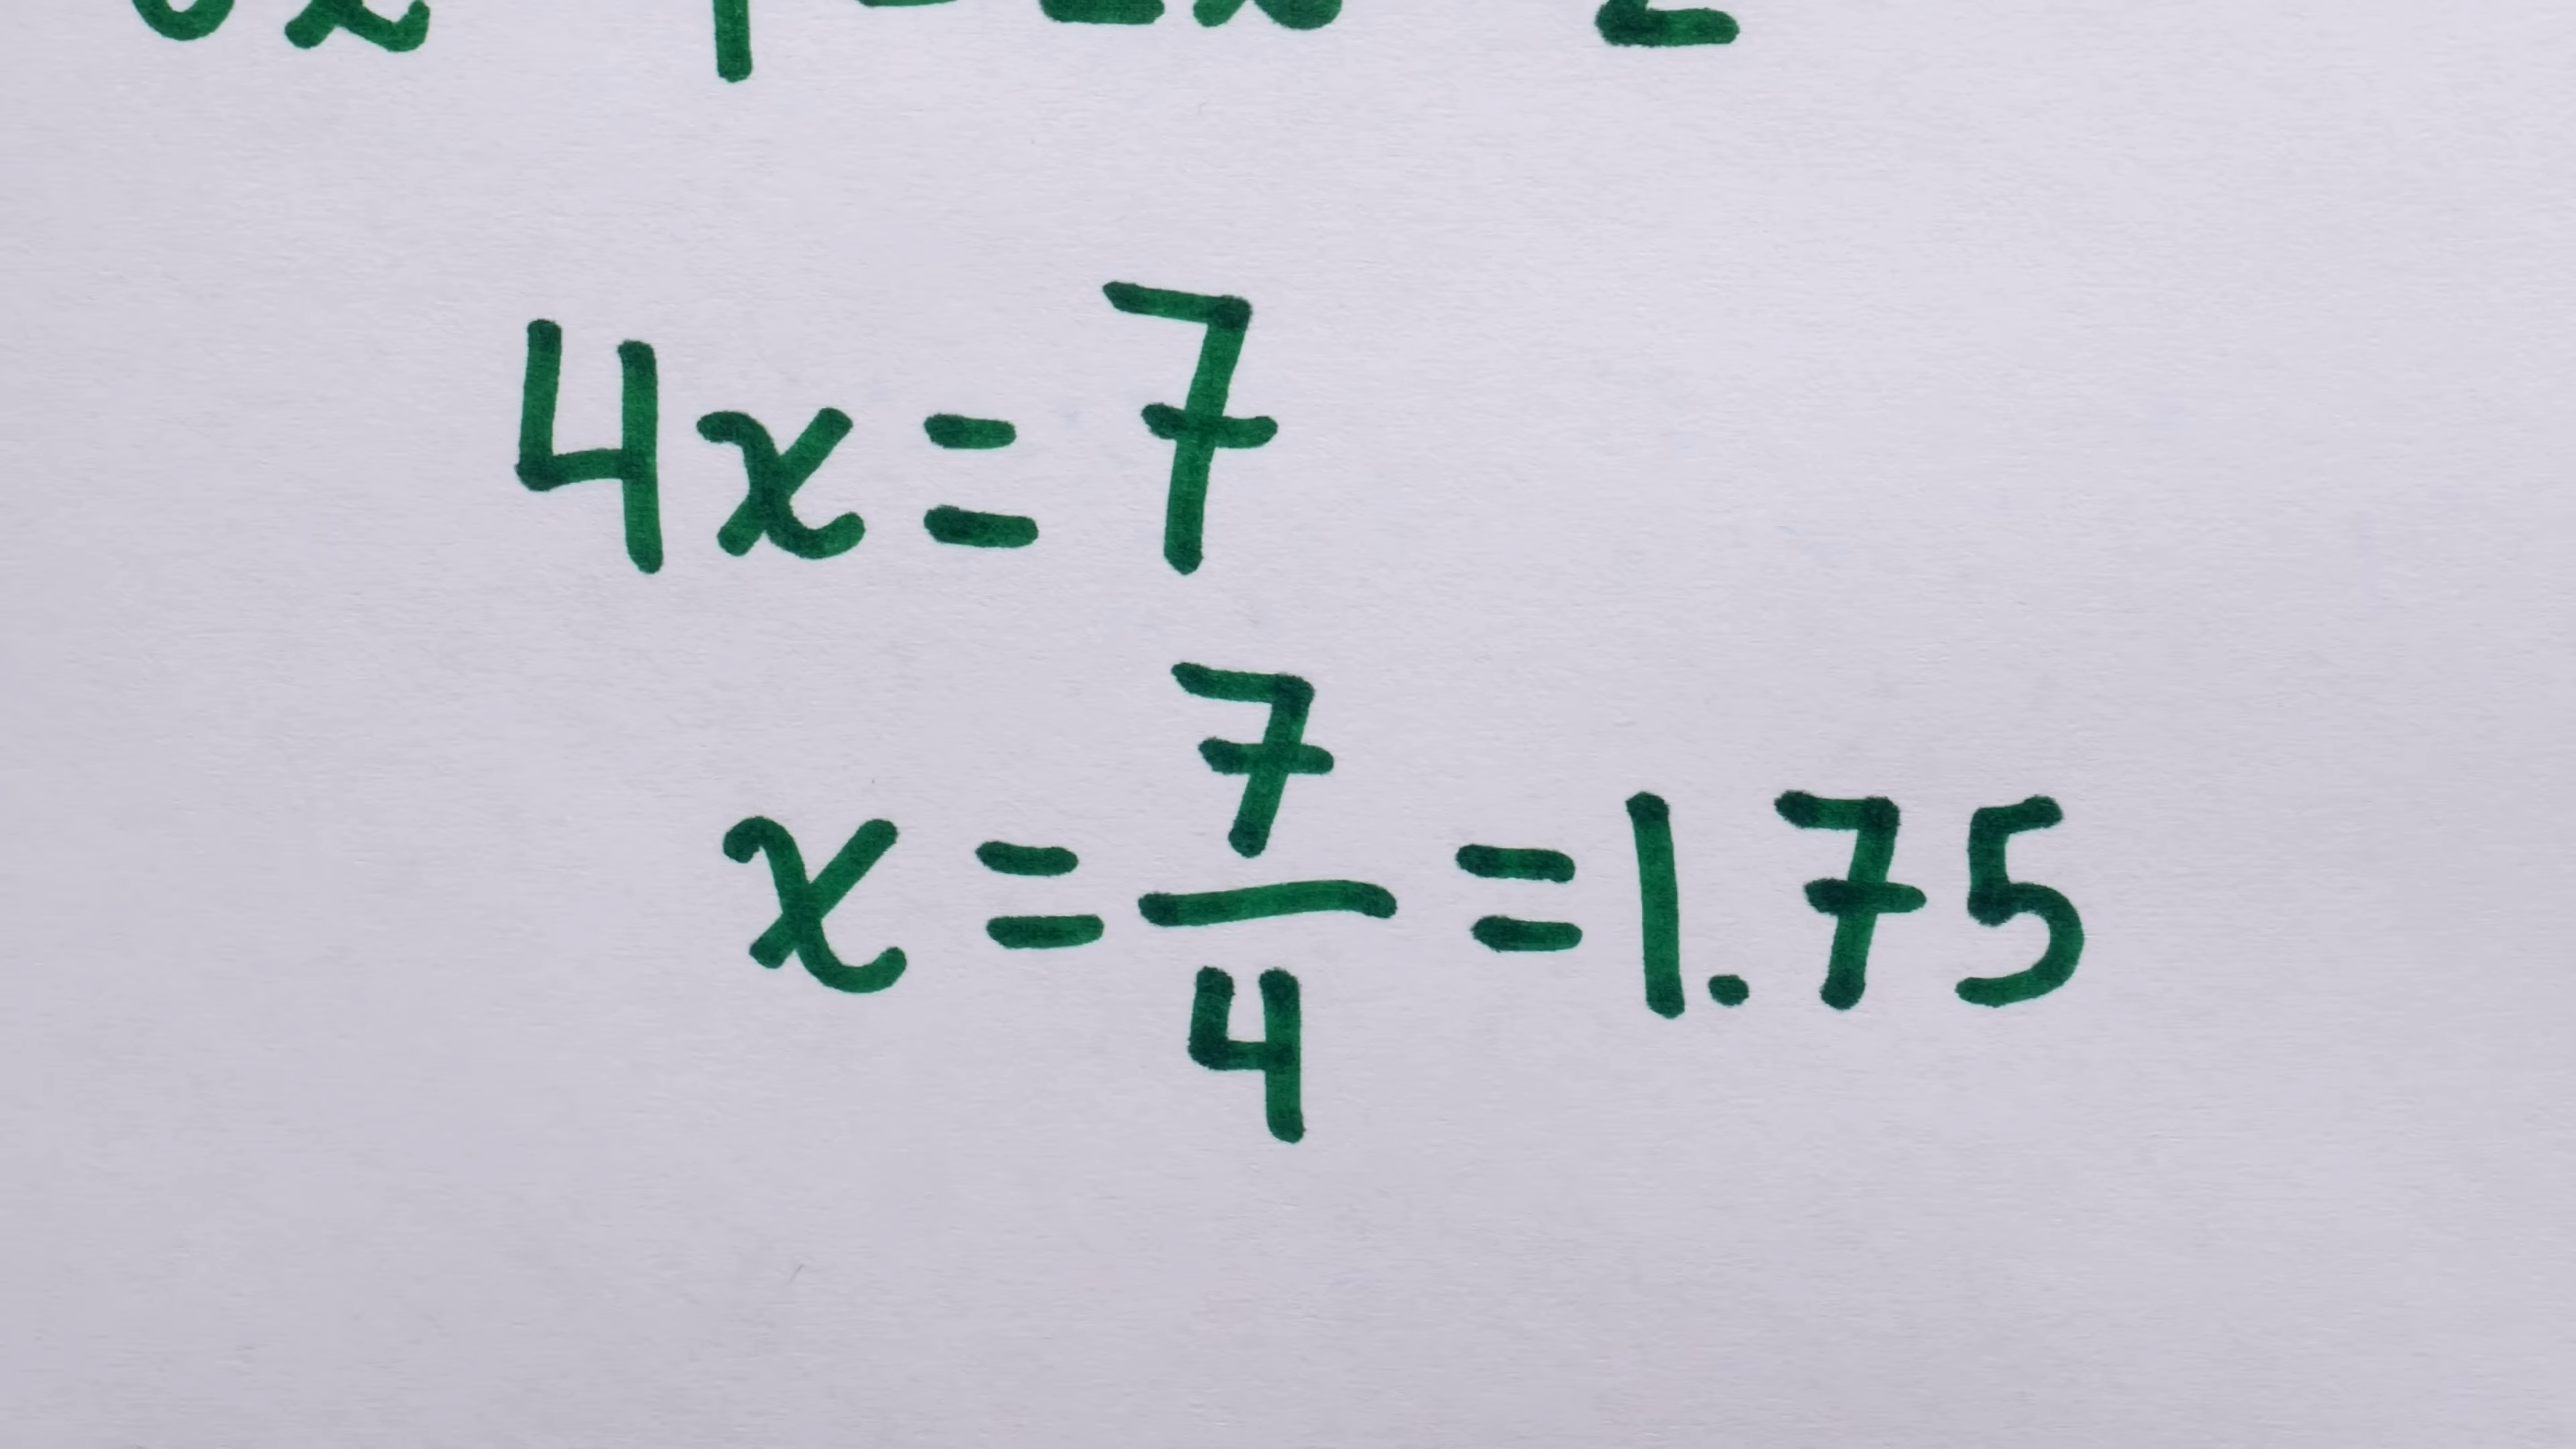 4x = 7
x = 7/4 = 1.75